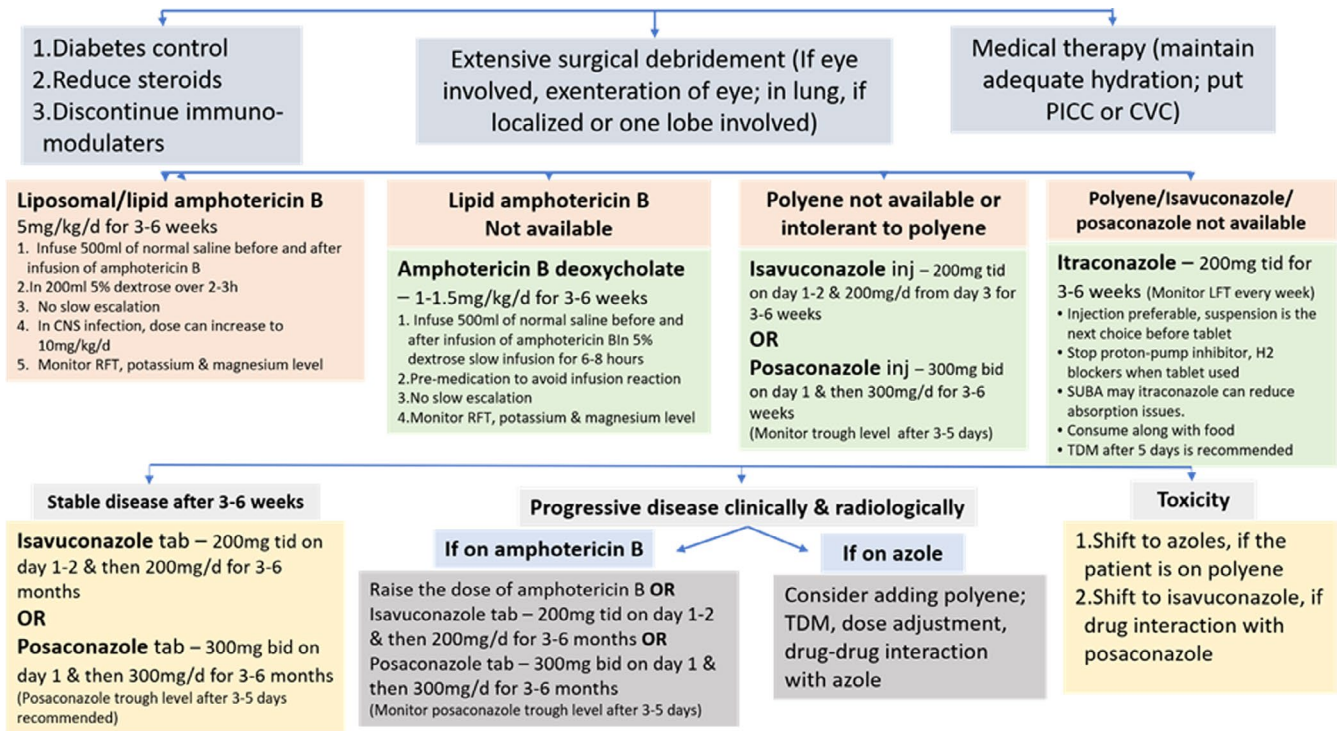 1.Diabetes control
2.Reduce steroids
3.Discontinue immuno-
modulaters
Extensive surgical debridement (If eye
involved, exenteration of eye; in lung, if
localized or one lobe involved)
Medical therapy (maintain
adequate hydration; put
PICC or CVC)
Liposomal/lipid amphotericin B
5mg/kg/d for 3-6 weeks
1. Infuse 500ml of normal saline before and after
infusion of amphotericin B
2.In 200ml 5% dextrose over 2-3h
3. No slow escalation
4. In CNS infection, dose can increase to
10mg/kg/d
5. Monitor RFT, potassium & magnesium level
Lipid amphotericin B
Not available
Amphotericin B deoxycholate
– 1-1.5mg/kg/d for 3-6 weeks
1. Infuse 500ml of normal saline before and
after infusion of amphotericin BIn 5%
dextrose slow infusion for 6-8 hours
2.Pre-medication to avoid infusion reaction
3.No slow escalation
4.Monitor RFT, potassium & magnesium level
Polyene not available or
intolerant to polyene
Isavuconazole inj – 200mg tid
on day 1-2 & 200mg/d from day 3 for
3-6 weeks
OR
Posaconazole inj – 300mg bid
on day 1 & then 300mg/d for 3-6
weeks
(Monitor trough level after 3-5 days)
Polyene/Isavuconazole/
posaconazole not available
Itraconazole – 200mg tid for
3-6 weeks (Monitor LFT every week)
• Injection preferable, suspension is the
next choice before tablet
• Stop proton-pump inhibitor, H2
blockers when tablet used
• SUBA may itraconazole can reduce
absorption issues.
• Consume along with food
• TDM after 5 days is recommended
Stable disease after 3-6 weeks
Isavuconazole tab – 200mg tid on
day 1-2 & then 200mg/d for 3-6
months
OR
Posaconazole tab – 300mg bid on
day 1 & then 300mg/d for 3-6 months
(Posaconazole trough level after 3-5 days
recommended)
Progressive disease clinically & radiologically
If on amphotericin B
Raise the dose of amphotericin B OR
Isavuconazole tab – 200mg tid on day 1-2
& then 200mg/d for 3-6 months OR
Posaconazole tab – 300mg bid on day 1 &
then 300mg/d for 3-6 months
(Monitor posaconazole trough level after 3-5 days)
If on azole
Consider adding polyene;
TDM, dose adjustment,
drug-drug interaction
with azole
Toxicity
1.Shift to azoles, if the
patient is on polyene
2.Shift to isavuconazole, if
drug interaction with
posaconazole